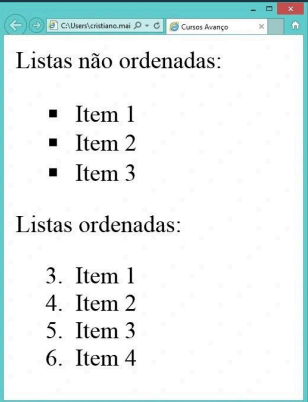 C:\Users\cristiano.mai
Cursos Avanço
Listas não ordenadas:
Item 1
Item 2
Item 3
Listas ordenadas:
3. Item 1
4. Item 2
5. Item 3
6. Item 4